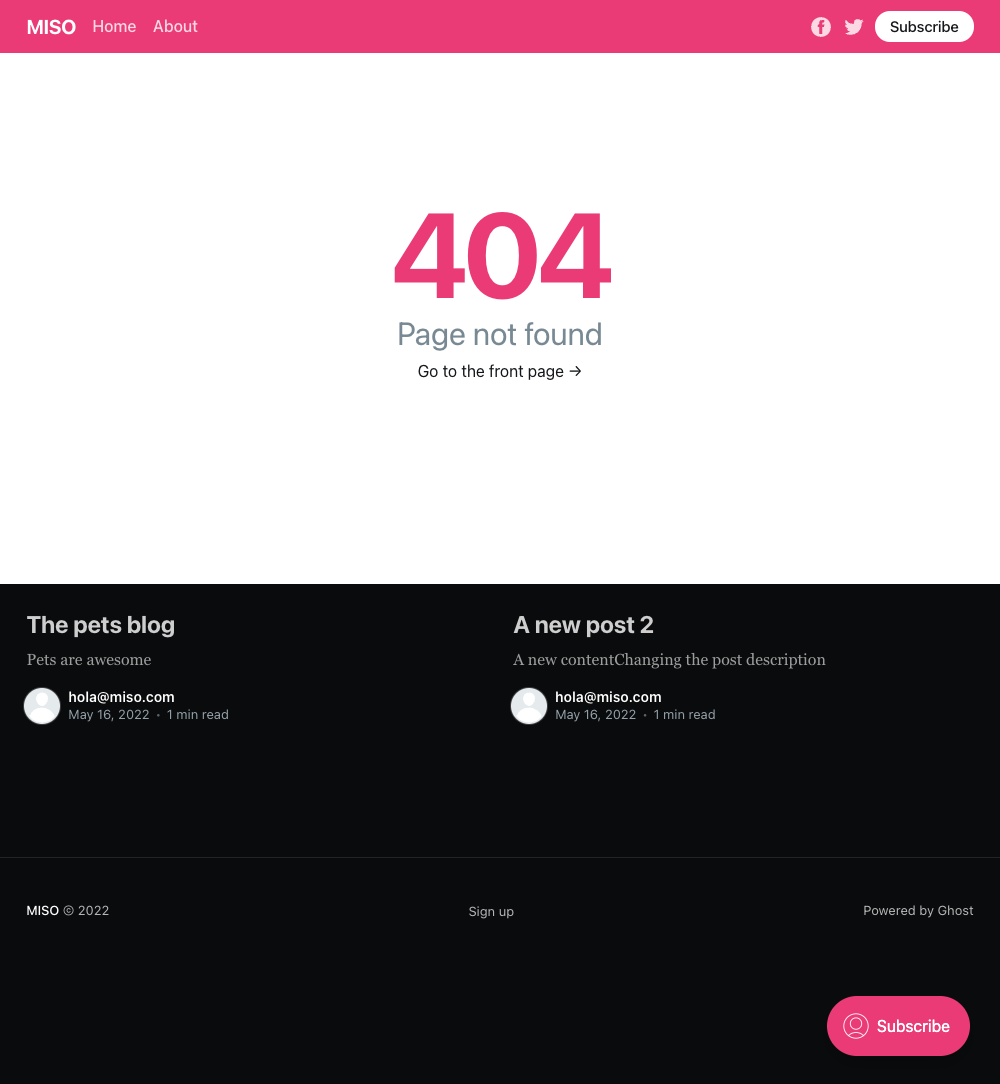 MISO Home About Subscribe
404
Page not found
Go to the front page →
The pets blog
Pets are awesome
hola@miso.com
May 16, 2022 • 1 min read
A new post 2
A new contentChanging the post description
hola@miso.com
May 16, 2022 • 1 min read
MISO © 2022 Sign up Powered by Ghost
Subscribe